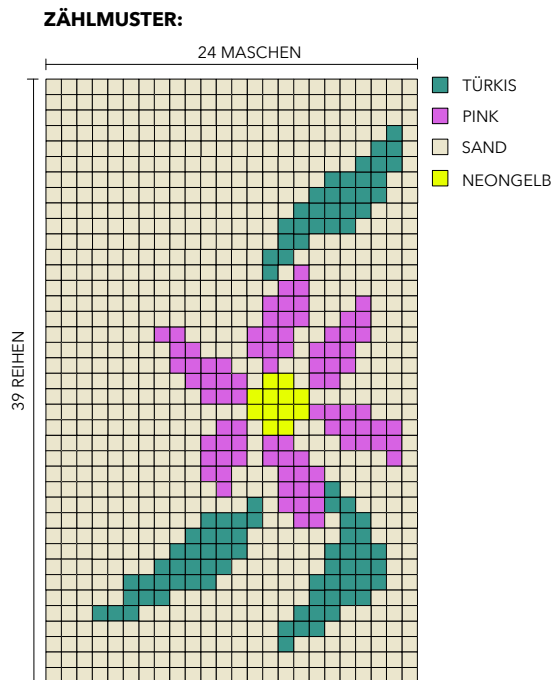 ZÄHLMUSTER:
24 MASCHEN
39 REIHEN
TÜRKIS
PINK
SAND
NEONGELB